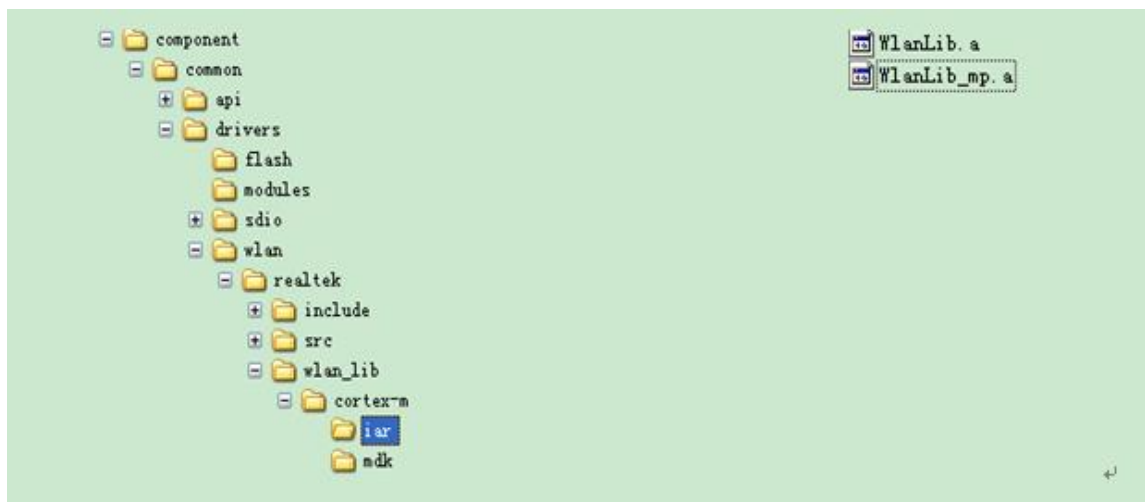 component
common
api
drivers
flash
modules
sdio
wlan
realtek
include
src
wlan_lib
cortex-m
iar
mdk
WlanLib.a
WlanLib_mp.a